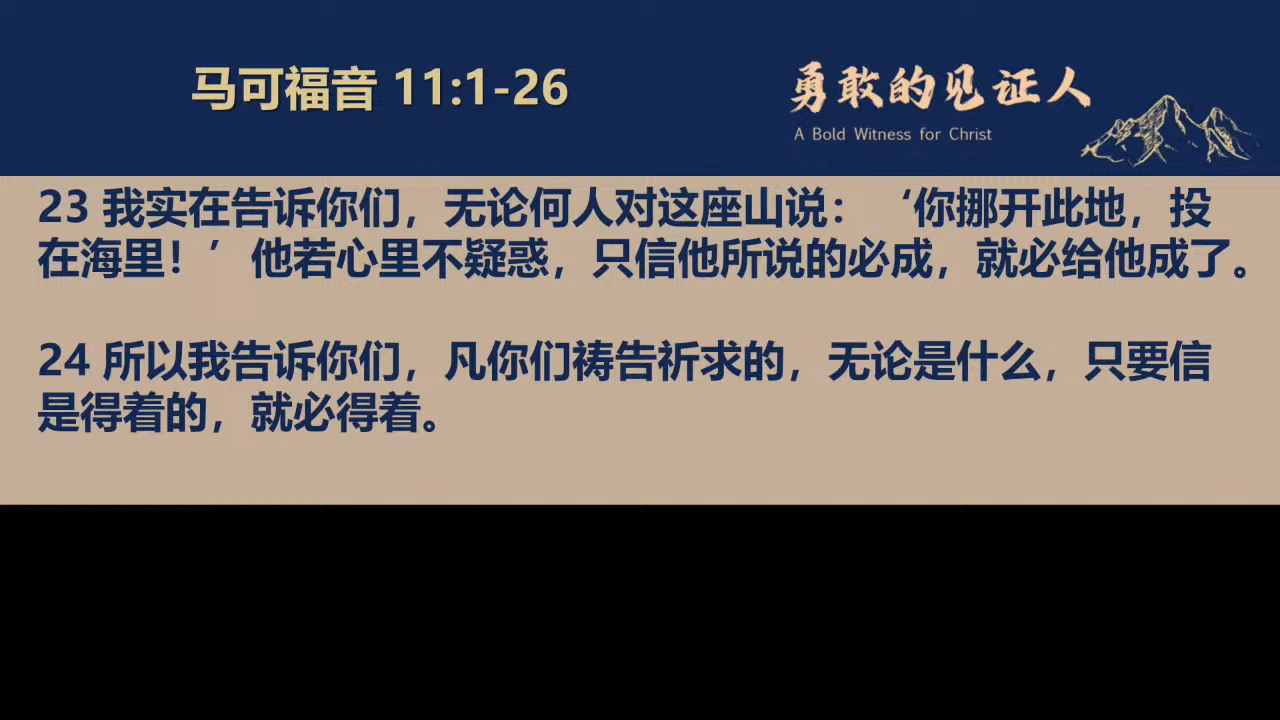 马可福音 11:1-26
勇敢的见证人
A Bold Witness for Christ
23 我实在告诉你们，无论何人对这座山说：‘你挪开此地，投
在海里！’他若心里不疑惑，只信他所说的必成，就必给他成了。
24 所以我告诉你们，凡你们祷告祈求的，无论是什么，只要信
是得着的，就必得着。